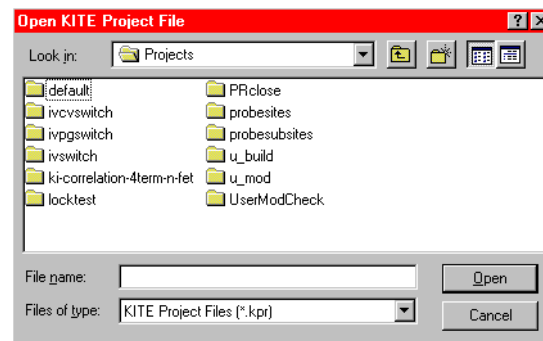 Open KITE Project File
Look in: Projects
default PRclose
ivcvswitch probesites
ivpgswitch probesubsites
ivswitch u_build
ki-correlation-4term-n-fet u_mod
locktest UserModCheck
File name: Open
Files of type: KITE Project Files (*.kpr) Cancel